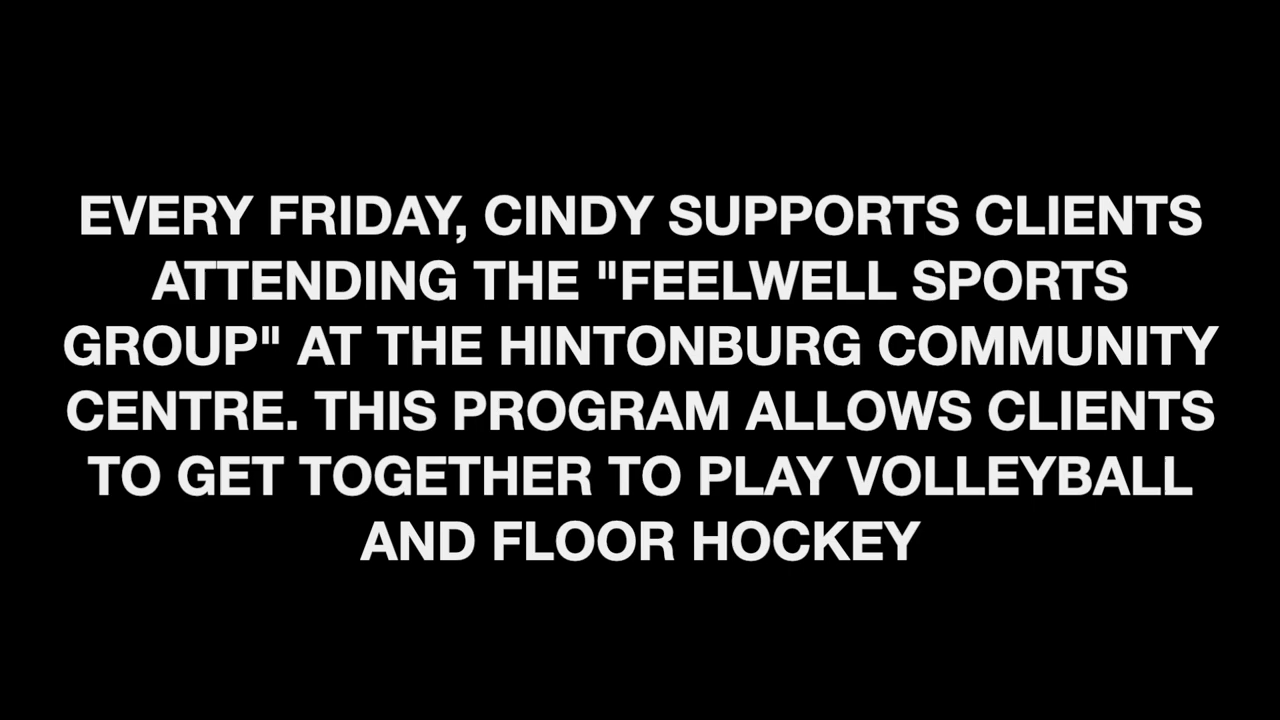 EVERY FRIDAY, CINDY SUPPORTS CLIENTS
ATTENDING THE "FEELWELL SPORTS
GROUP" AT THE HINTONBURG COMMUNITY
CENTRE. THIS PROGRAM ALLOWS CLIENTS
TO GET TOGETHER TO PLAY VOLLEYBALL
AND FLOOR HOCKEY